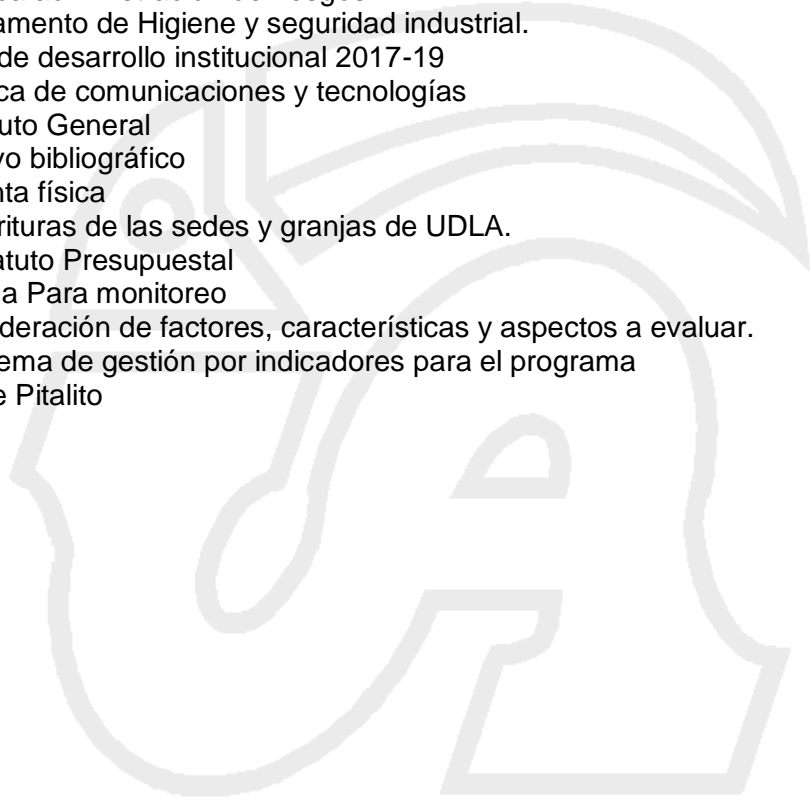 amento de Higiene y seguridad industrial.
de desarrollo institucional 2017-19
ca de comunicaciones y tecnologías
uto General
o bibliográfico
ta física
rituras de las sedes y granjas de UDLA.
atuto Presupuestal
a Para monitoreo
deración de factores, características y aspectos a evaluar.
ema de gestión por indicadores para el programa
e Pitalito